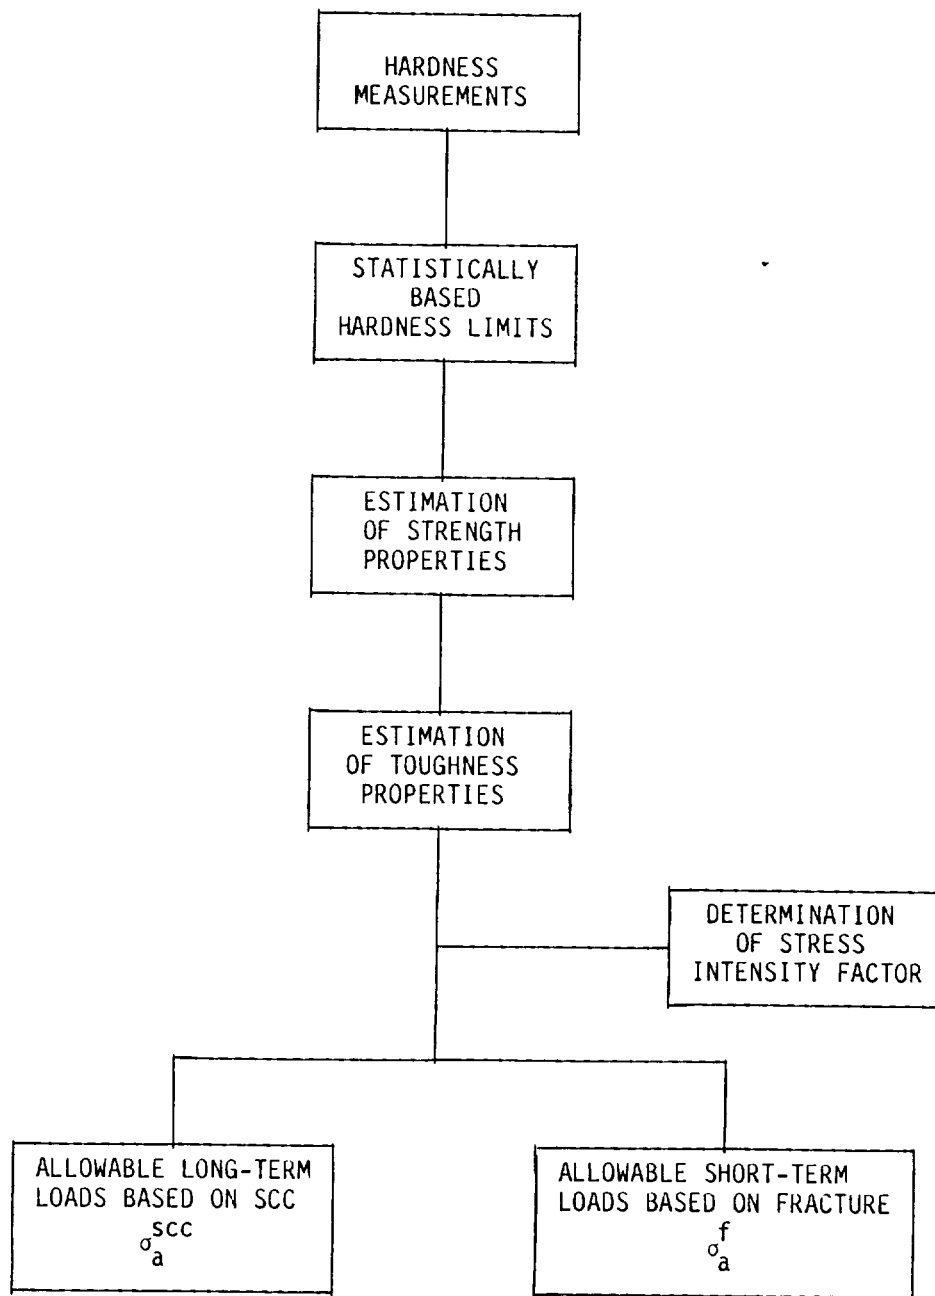 HARDNESS
MEASUREMENTS
STATISTICALLY
BASED
HARDNESS LIMITS
ESTIMATION
OF STRENGTH
PROPERTIES
ESTIMATION
OF TOUGHNESS
PROPERTIES
DETERMINATION
OF STRESS
INTENSITY FACTOR
ALLOWABLE LONG-TERM
LOADS BASED ON SCC
σ_a^scc
ALLOWABLE SHORT-TERM
LOADS BASED ON FRACTURE
σ_a^f